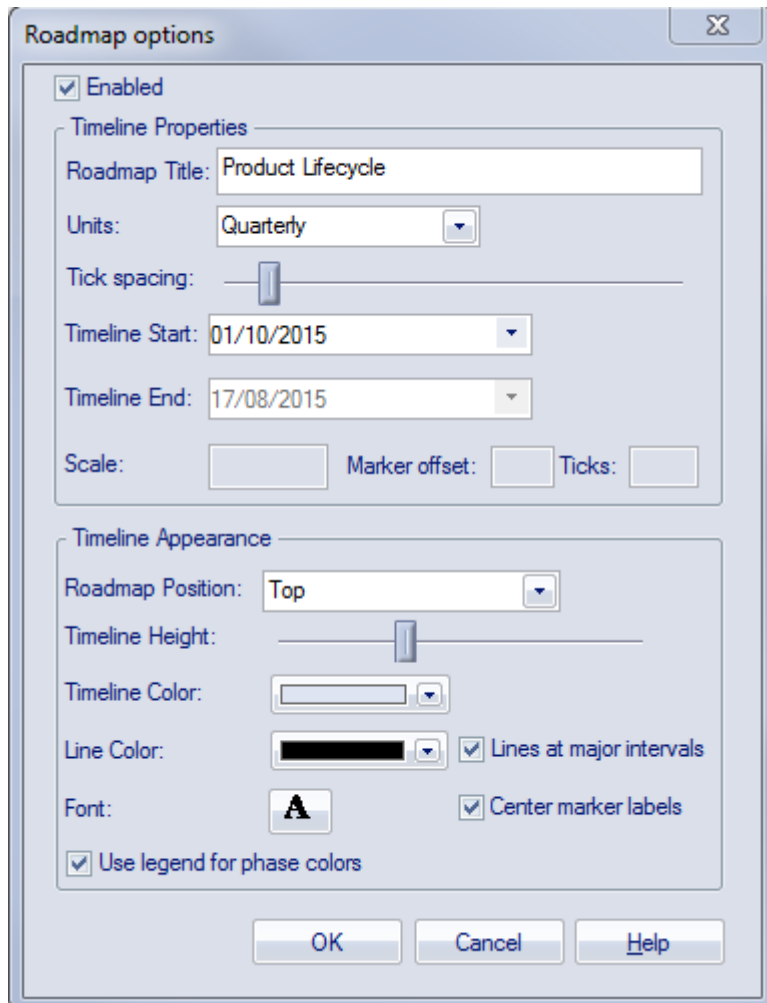 Roadmap options
Enabled
Timeline Properties
Roadmap Title: Product Lifecycle
Units: Quarterly
Tick spacing:
Timeline Start: 01/10/2015
Timeline End: 17/08/2015
Scale: Marker offset: Ticks:
Timeline Appearance
Roadmap Position: Top
Timeline Height:
Timeline Color:
Line Color: Lines at major intervals
Font: A Center marker labels
Use legend for phase colors
OK Cancel Help